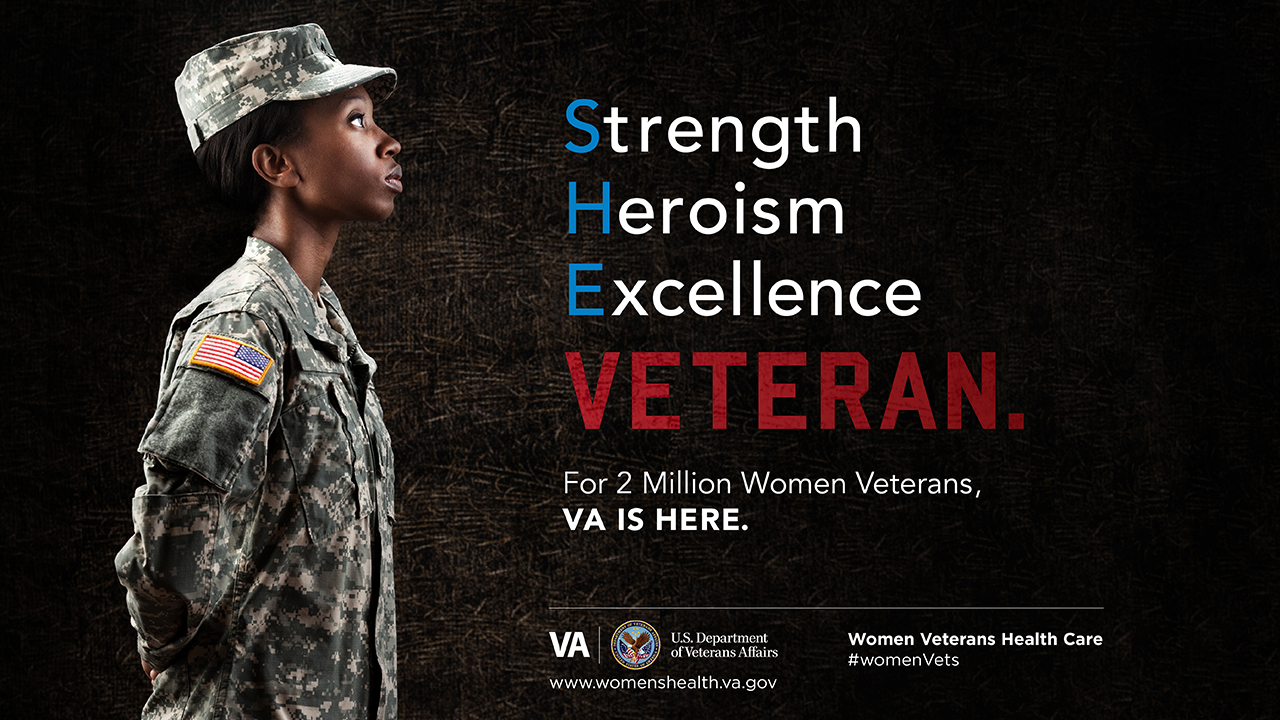 Strength
Heroism
Excellence
VETERAN.
For 2 Million Women Veterans,
VA IS HERE.
VA
U.S. Department
of Veterans Affairs
www.womenshealth.va.gov
Women Veterans Health Care
#womenVets